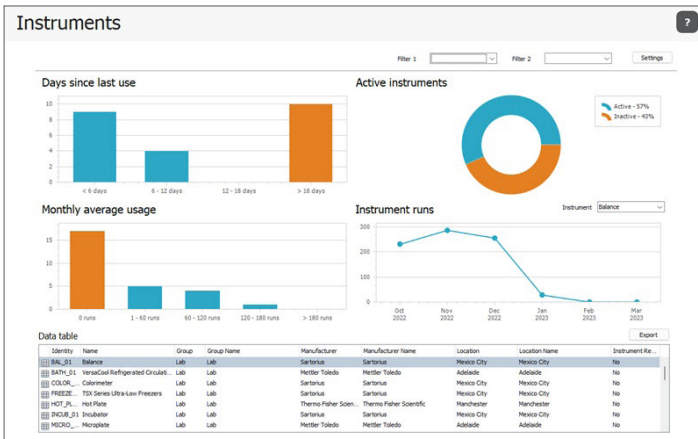 Instruments
?
Filter 1 Filter 2 Settings
Days since last use
10
8
6
4
2
0
< 6 days 6 - 12 days 12 - 18 days > 18 days
Active instruments
Active - 57%
Inactive - 43%
Monthly average usage
15
10
5
0
0 runs 1 - 60 runs 60 - 120 runs 120 - 180 runs > 180 runs
Instrument runs
Instrument Balance
300
200
100
0
Oct 2022 Nov 2022 Dec 2022 Jan 2023 Feb 2023 Mar 2023
Data table Export
Identity Name Group Group Name Manufacturer Manufacturer Name Location Location Name Instrument Re...
BAL_01 Balance Lab Lab Sartorius Sartorius Mexico City Mexico City No
BATH_01 VersaCool Refrigerated Circulati... Lab Lab Mettler Toledo Mettler Toledo Adelaide Adelaide No
COLOR_... Colorimeter Lab Lab Sartorius Sartorius Mexico City Mexico City No
FREEZE... TSX Series Ultra-Low Freezers Lab Lab Sartorius Sartorius Mexico City Mexico City No
HOT_PL... Hot Plate Lab Lab Thermo Fisher Scien... Thermo Fisher Scientific Manchester Manchester No
INCUB_01 Incubator Lab Lab Sartorius Sartorius Mexico City Mexico City No
MICRO_... Microplate Lab Lab Mettler Toledo Mettler Toledo Adelaide Adelaide No